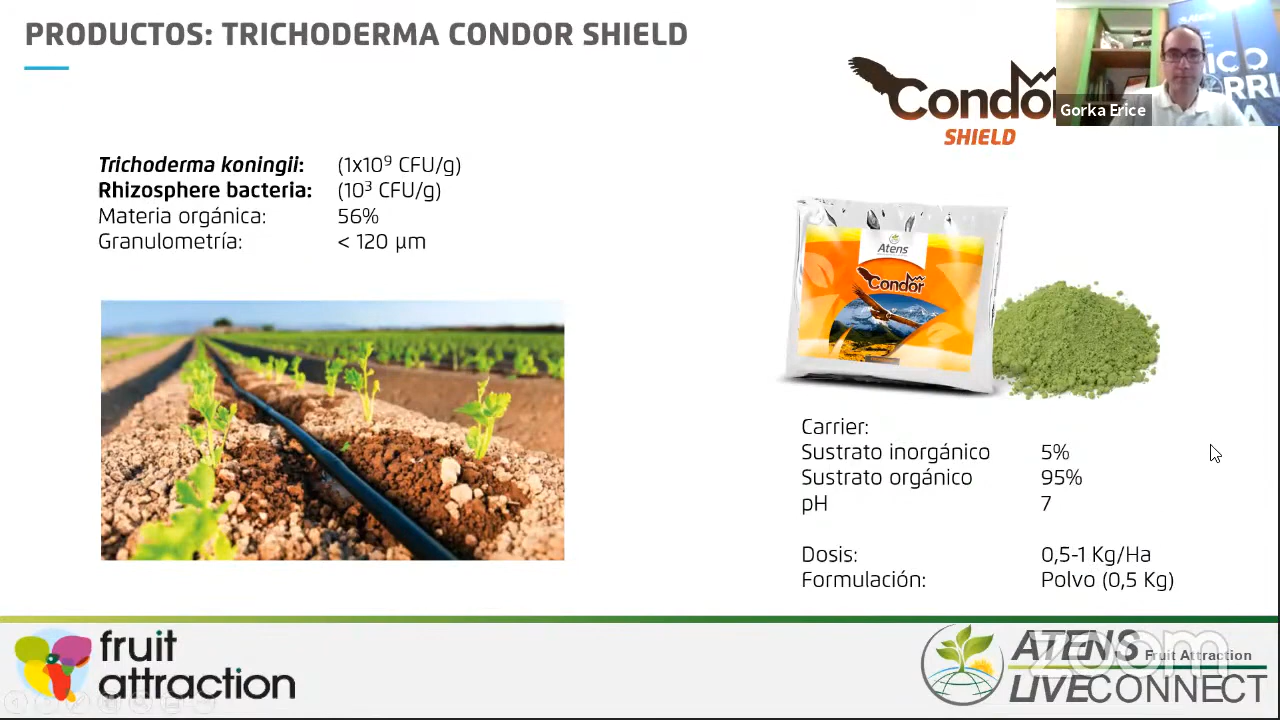 PRODUCTOS: TRICHODERMA CONDOR SHIELD
Condor
SHIELD
Gorka Erice
Trichoderma koningii: (1x10⁹ CFU/g)
Rhizosphere bacteria: (10³ CFU/g)
Materia orgánica: 56%
Granulometría: < 120 µm
Atens
Condor
Carrier:
Sustrato inorgánico 5%
Sustrato orgánico 95%
pH 7
Dosis: 0,5-1 Kg/Ha
Formulación: Polvo (0,5 Kg)
fruit
attraction
ATENS Fruit Attraction
LIVECONNECT
zoom